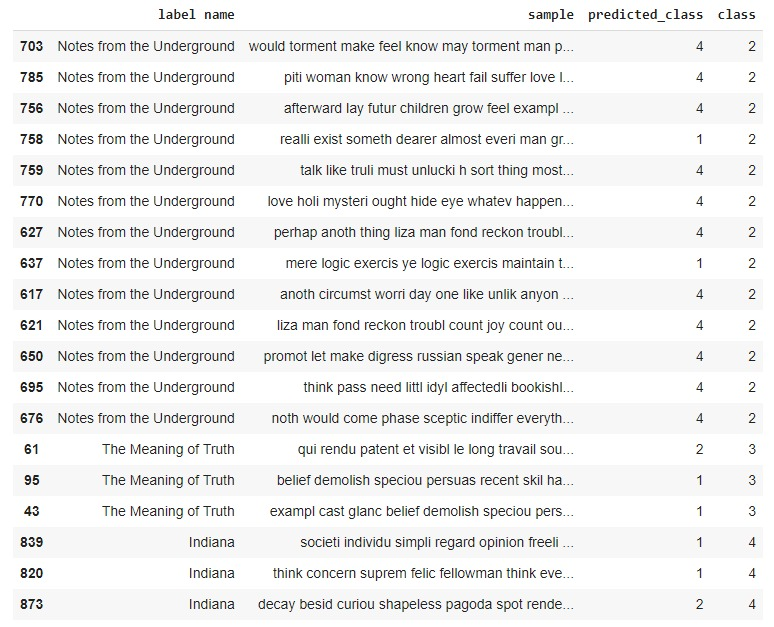 label name sample predicted_class class
703 Notes from the Underground would torment make feel know may torment man p... 4 2
785 Notes from the Underground piti woman know wrong heart fail suffer love l... 4 2
756 Notes from the Underground afterward lay futur children grow feel exampl ... 4 2
758 Notes from the Underground realli exist someth dearer almost everi man gr... 1 2
759 Notes from the Underground talk like truli must unlucki h sort thing most... 4 2
770 Notes from the Underground love holi mysteri ought hide eye whatev happen... 4 2
627 Notes from the Underground perhap anoth thing liza man fond reckon troubl... 4 2
637 Notes from the Underground mere logic exercis ye logic exercis maintain t... 1 2
617 Notes from the Underground anoth circumst worri day one like unlik anyon ... 4 2
621 Notes from the Underground liza man fond reckon troubl count joy count ou... 4 2
650 Notes from the Underground promot let make digress russian speak gener ne... 4 2
695 Notes from the Underground think pass need littl idyl affectedli bookishl... 4 2
676 Notes from the Underground noth would come phase sceptic indiffer everyth... 4 2
61 The Meaning of Truth qui rendu patent et visibl le long travail sou... 2 3
95 The Meaning of Truth belief demolish speciou persuas recent skil ha... 1 3
43 The Meaning of Truth exampl cast glanc belief demolish speciou pers... 1 3
839 Indiana societi individu simpli regard opinion freeli ... 1 4
820 Indiana think concern suprem felic fellowman think eve... 1 4
873 Indiana decay besid curiou shapeless pagoda spot rende... 2 4